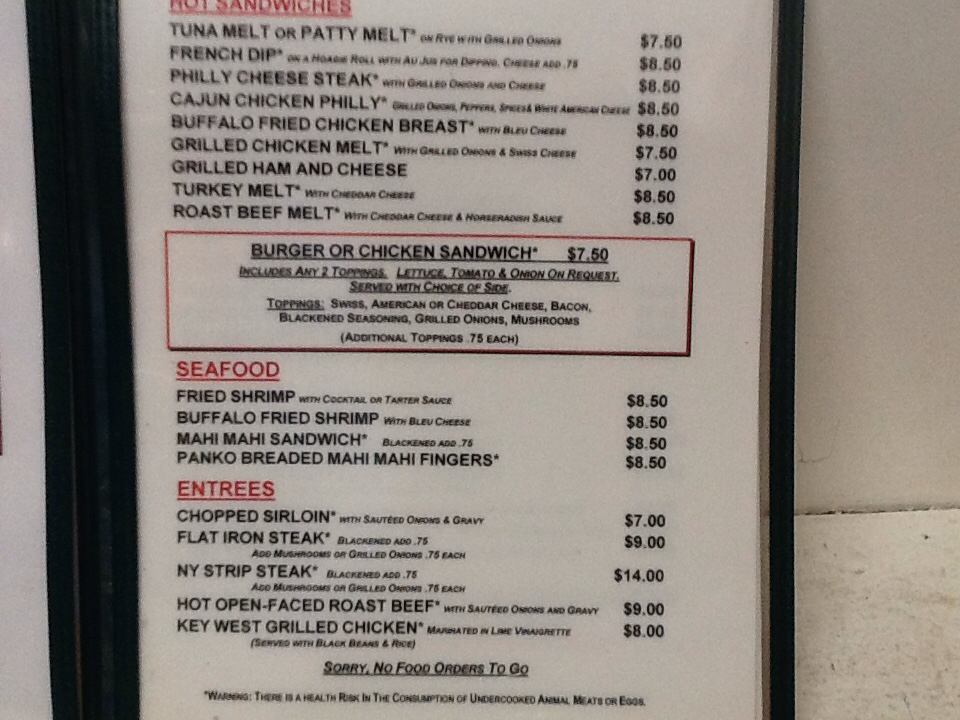 HOT SANDWICHES
TUNA MELT OR PATTY MELT* ON RYE WITH GRILLED ONIONS $7.50
FRENCH DIP* ON A HOAGIE ROLL WITH AU JUS FOR DIPPING. CHEESE ADD .75 $8.50
PHILLY CHEESE STEAK* WITH GRILLED ONIONS AND CHEESE $8.50
CAJUN CHICKEN PHILLY* GRILLED ONIONS, PEPPERS, SPICES& WHITE AMERICAN CHEESE $8.50
BUFFALO FRIED CHICKEN BREAST* WITH BLEU CHEESE $8.50
GRILLED CHICKEN MELT* WITH GRILLED ONIONS & SWISS CHEESE $7.50
GRILLED HAM AND CHEESE $7.00
TURKEY MELT* WITH CHEDDAR CHEESE $8.50
ROAST BEEF MELT* WITH CHEDDAR CHEESE & HORSERADISH SAUCE $8.50
BURGER OR CHICKEN SANDWICH* $7.50
INCLUDES ANY 2 TOPPINGS. LETTUCE, TOMATO & ONION ON REQUEST.
SERVED WITH CHOICE OF SIDE.
TOPPINGS: SWISS, AMERICAN OR CHEDDAR CHEESE, BACON,
BLACKENED SEASONING, GRILLED ONIONS, MUSHROOMS
(ADDITIONAL TOPPINGS .75 EACH)
SEAFOOD
FRIED SHRIMP WITH COCKTAIL OR TARTER SAUCE $8.50
BUFFALO FRIED SHRIMP WITH BLEU CHEESE $8.50
MAHI MAHI SANDWICH* BLACKENED ADD .75 $8.50
PANKO BREADED MAHI MAHI FINGERS* $8.50
ENTREES
CHOPPED SIRLOIN* WITH SAUTÉED ONIONS & GRAVY $7.00
FLAT IRON STEAK* BLACKENED ADD .75 $9.00
ADD MUSHROOMS OR GRILLED ONIONS .75 EACH
NY STRIP STEAK* BLACKENED ADD .75 $14.00
ADD MUSHROOMS OR GRILLED ONIONS .75 EACH
HOT OPEN-FACED ROAST BEEF* WITH SAUTÉED ONIONS AND GRAVY $9.00
KEY WEST GRILLED CHICKEN* MARINATED IN LIME VINAIGRETTE $8.00
(SERVED WITH BLACK BEANS & RICE)
SORRY, NO FOOD ORDERS TO GO
*WARNING: THERE IS A HEALTH RISK IN THE CONSUMPTION OF UNDERCOOKED ANIMAL MEATS OR EGGS.